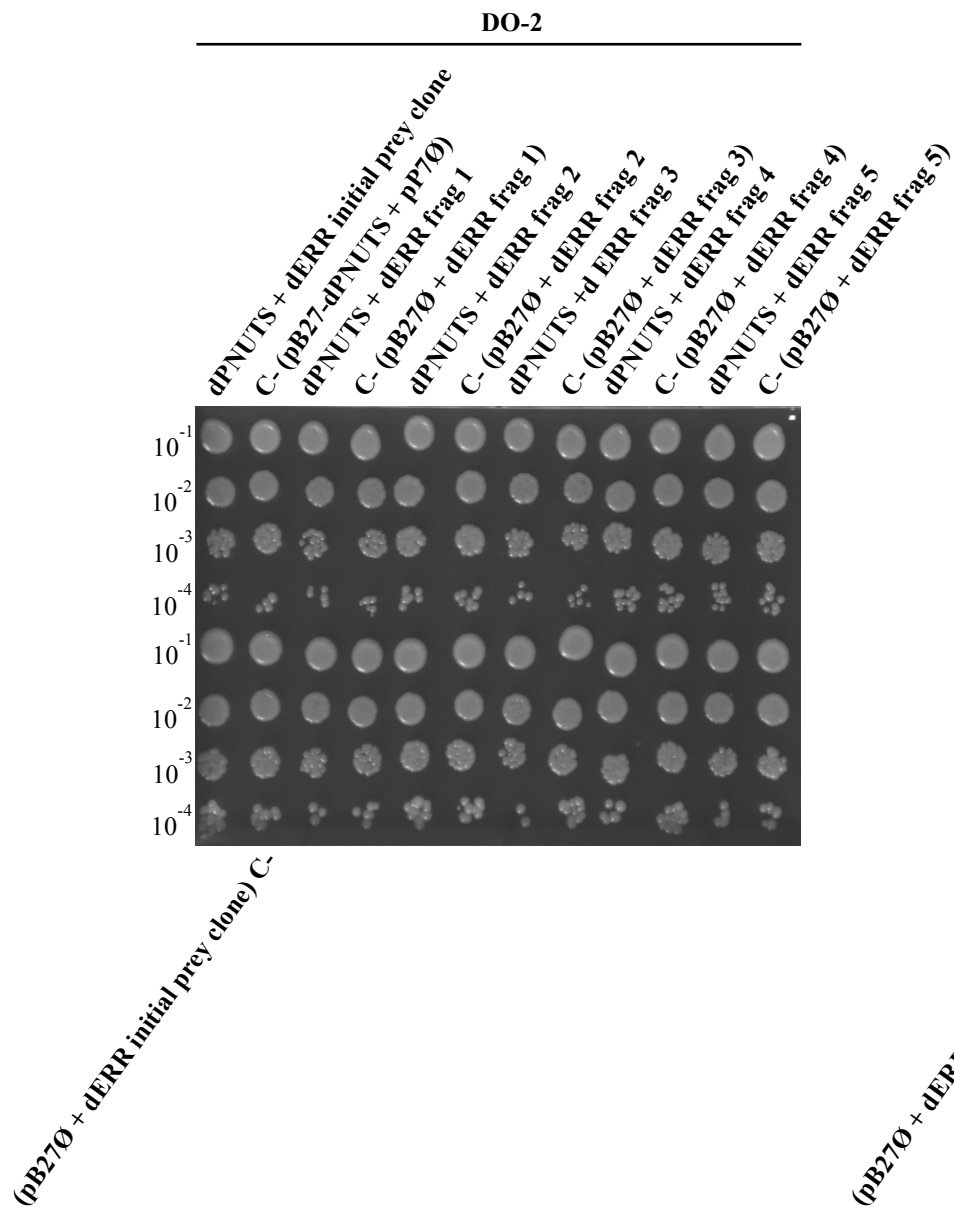 DO-2
dPNUTS + dERR initial prey clone
C- (pB27-dPNUTS + pP7Ø)
dPNUTS + dERR frag 1
C- (pB27Ø + dERR frag 1)
dPNUTS + dERR frag 2
C- (pB27Ø + dERR frag 2
dPNUTS +d ERR frag 3
C- (pB27Ø + dERR frag 3)
dPNUTS + dERR frag 4
C- (pB27Ø + dERR frag 4)
dPNUTS + dERR frag 5
C- (pB27Ø + dERR frag 5)
10-1
10-2
10-3
10-4
10-1
10-2
10-3
10-4
(pB27Ø + dERR initial prey clone) C-
(pB27Ø + dERR